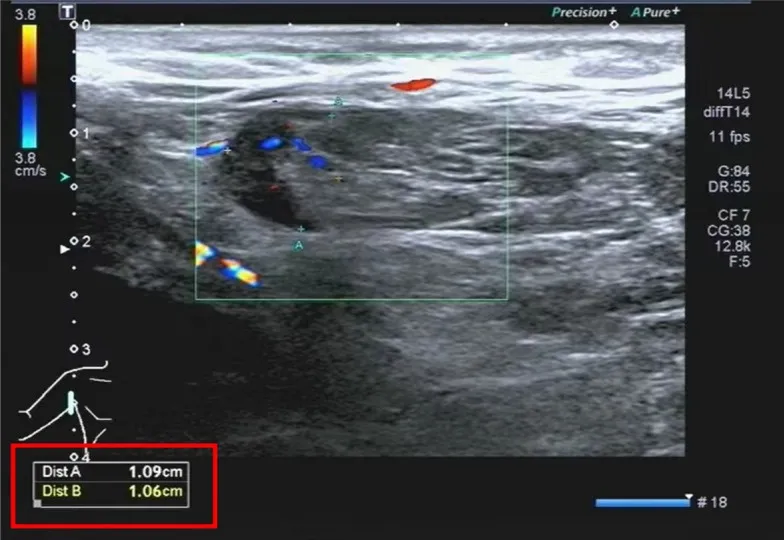 3.8
T
0
Precision+ A Pure+
14L5
diffT14
11 fps
3.8
cm/s
1
G:84
DR:55
CF 7
CG:38
12.8k
F:5
2
A
3
4
Dist A 1.09cm
Dist B 1.06cm
# 18